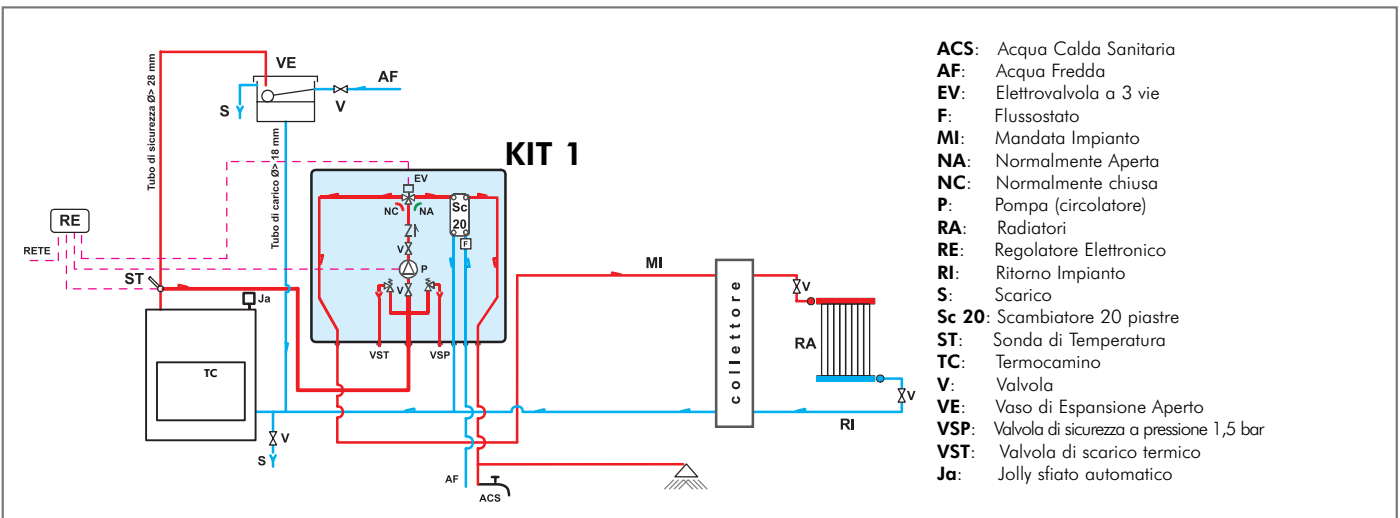 VE
AF
S
V
Tubo di sicurezza Ø> 28 mm
Tubo di carico Ø> 18 mm
KIT 1
EV
NC
NA
Sc
20
F
V
P
V
VST
VSP
RE
RETE
ST
Ja
TC
V
S
AF
ACS
MI
collettore
V
RA
V
RI
ACS: Acqua Calda Sanitaria
AF: Acqua Fredda
EV: Elettrovalvola a 3 vie
F: Flussostato
MI: Mandata Impianto
NA: Normalmente Aperta
NC: Normalmente chiusa
P: Pompa (circolatore)
RA: Radiatori
RE: Regolatore Elettronico
RI: Ritorno Impianto
S: Scarico
Sc 20: Scambiatore 20 piastre
ST: Sonda di Temperatura
TC: Termocamino
V: Valvola
VE: Vaso di Espansione Aperto
VSP: Valvola di sicurezza a pressione 1,5 bar
VST: Valvola di scarico termico
Ja: Jolly sfiato automatico